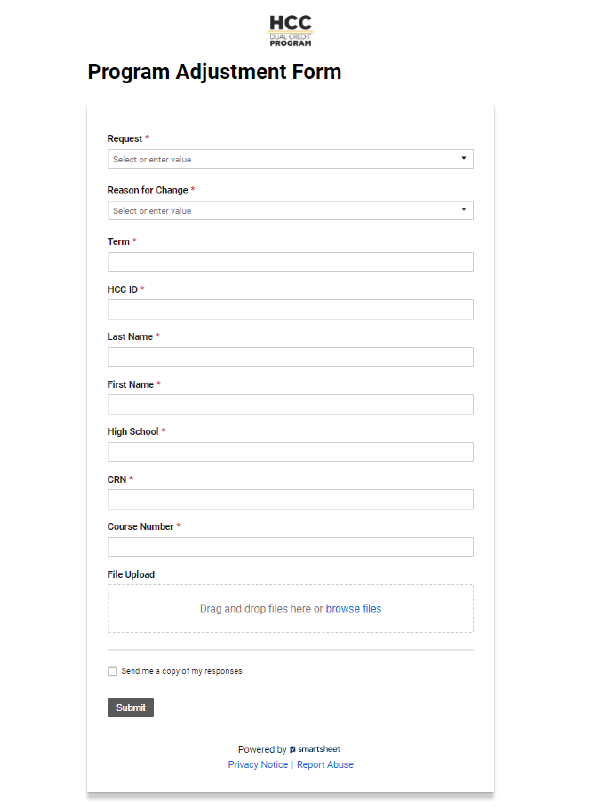 HCC
DUAL CREDIT
PROGRAM
Program Adjustment Form
Request *
Select or enter value
Reason for Change *
Select or enter value
Term *
HCC ID *
Last Name *
First Name *
High School *
CRN *
Course Number *
File Upload
Drag and drop files here or browse files
Send me a copy of my responses
Submit
Powered by smartsheet
Privacy Notice | Report Abuse